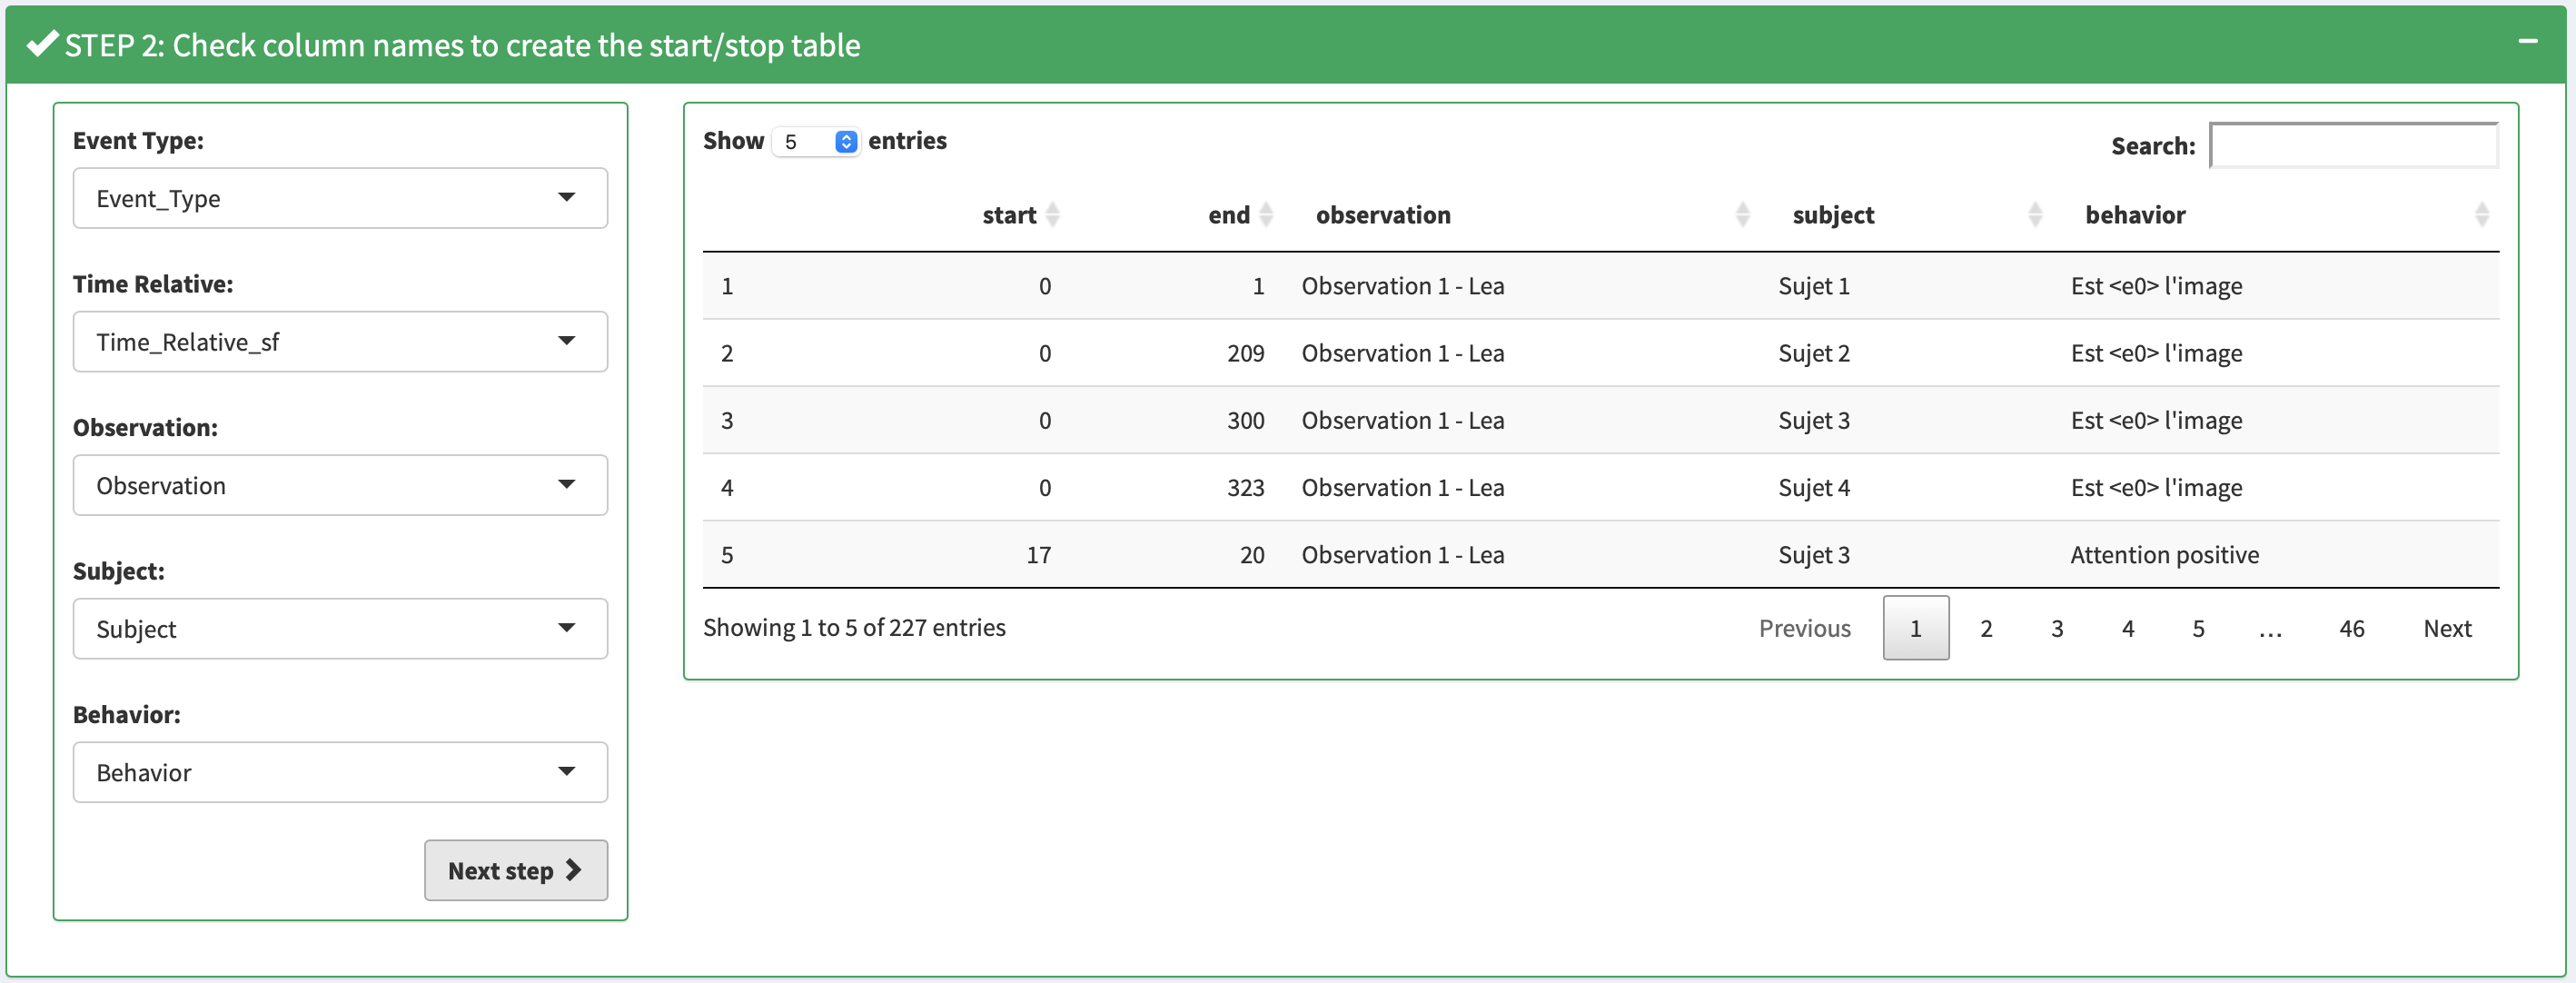 STEP 2: Check column names to create the start/stop table
Event Type:
Event_Type
Time Relative:
Time_Relative_sf
Observation:
Observation
Subject:
Subject
Behavior:
Behavior
Next step
Show 5 entries
Search:
start end observation subject behavior
1 0 1 Observation 1 - Lea Sujet 1 Est <e0> l'image
2 0 209 Observation 1 - Lea Sujet 2 Est <e0> l'image
3 0 300 Observation 1 - Lea Sujet 3 Est <e0> l'image
4 0 323 Observation 1 - Lea Sujet 4 Est <e0> l'image
5 17 20 Observation 1 - Lea Sujet 3 Attention positive
Showing 1 to 5 of 227 entries
Previous 1 2 3 4 5 … 46 Next